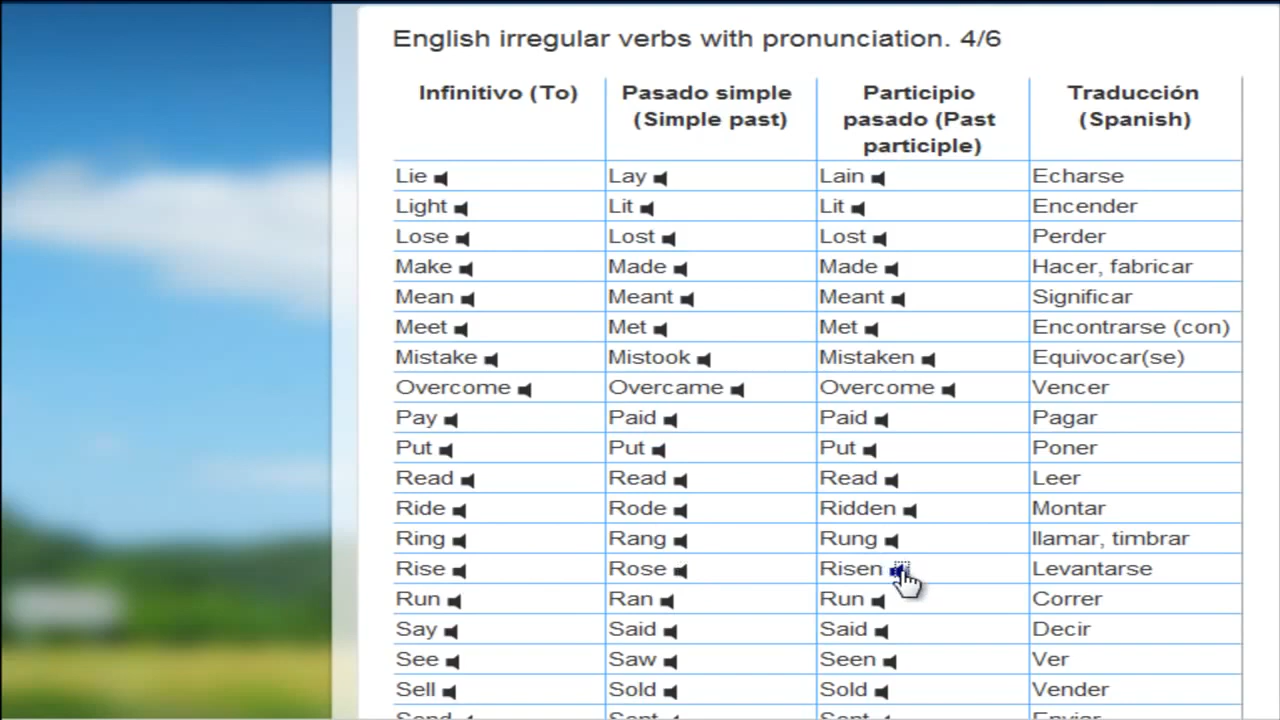 English irregular verbs with pronunciation. 4/6
Infinitivo (To) Pasado simple (Simple past) Participio pasado (Past participle) Traducción (Spanish)
Lie Lay Lain Echarse
Light Lit Lit Encender
Lose Lost Lost Perder
Make Made Made Hacer, fabricar
Mean Meant Meant Significar
Meet Met Met Encontrarse (con)
Mistake Mistook Mistaken Equivocar(se)
Overcome Overcame Overcome Vencer
Pay Paid Paid Pagar
Put Put Put Poner
Read Read Read Leer
Ride Rode Ridden Montar
Ring Rang Rung llamar, timbrar
Rise Rose Risen Levantarse
Run Ran Run Correr
Say Said Said Decir
See Saw Seen Ver
Sell Sold Sold Vender
Send Sent Sent Enviar